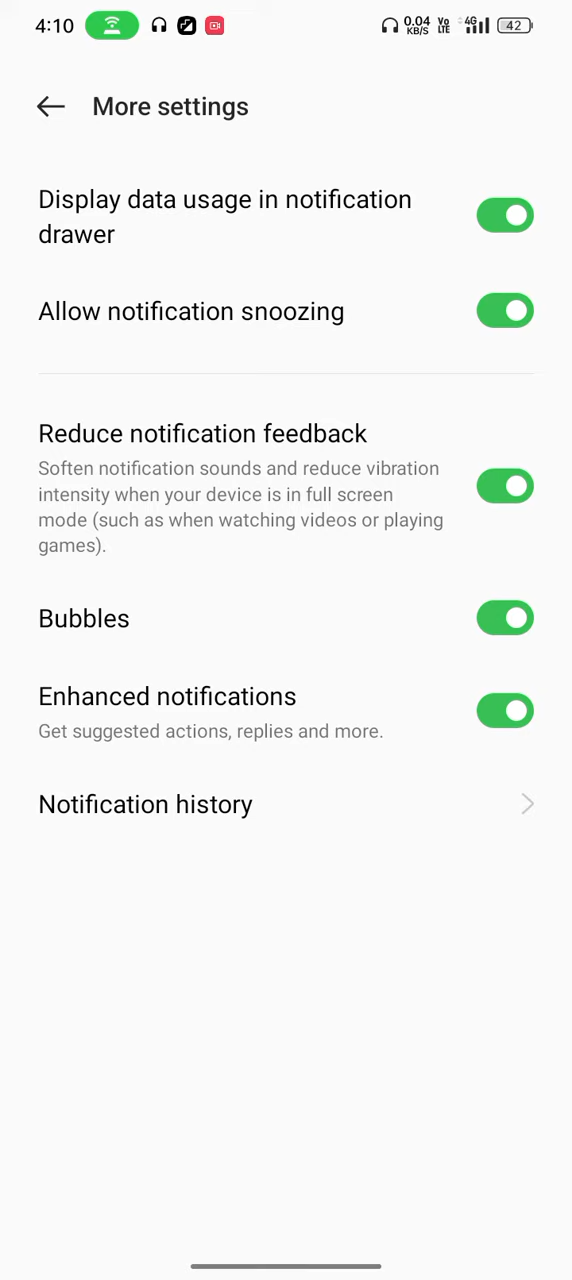 4:10 0.04 KB/S Vo LTE 4G 42
More settings
Display data usage in notification
drawer
Allow notification snoozing
Reduce notification feedback
Soften notification sounds and reduce vibration
intensity when your device is in full screen
mode (such as when watching videos or playing
games).
Bubbles
Enhanced notifications
Get suggested actions, replies and more.
Notification history